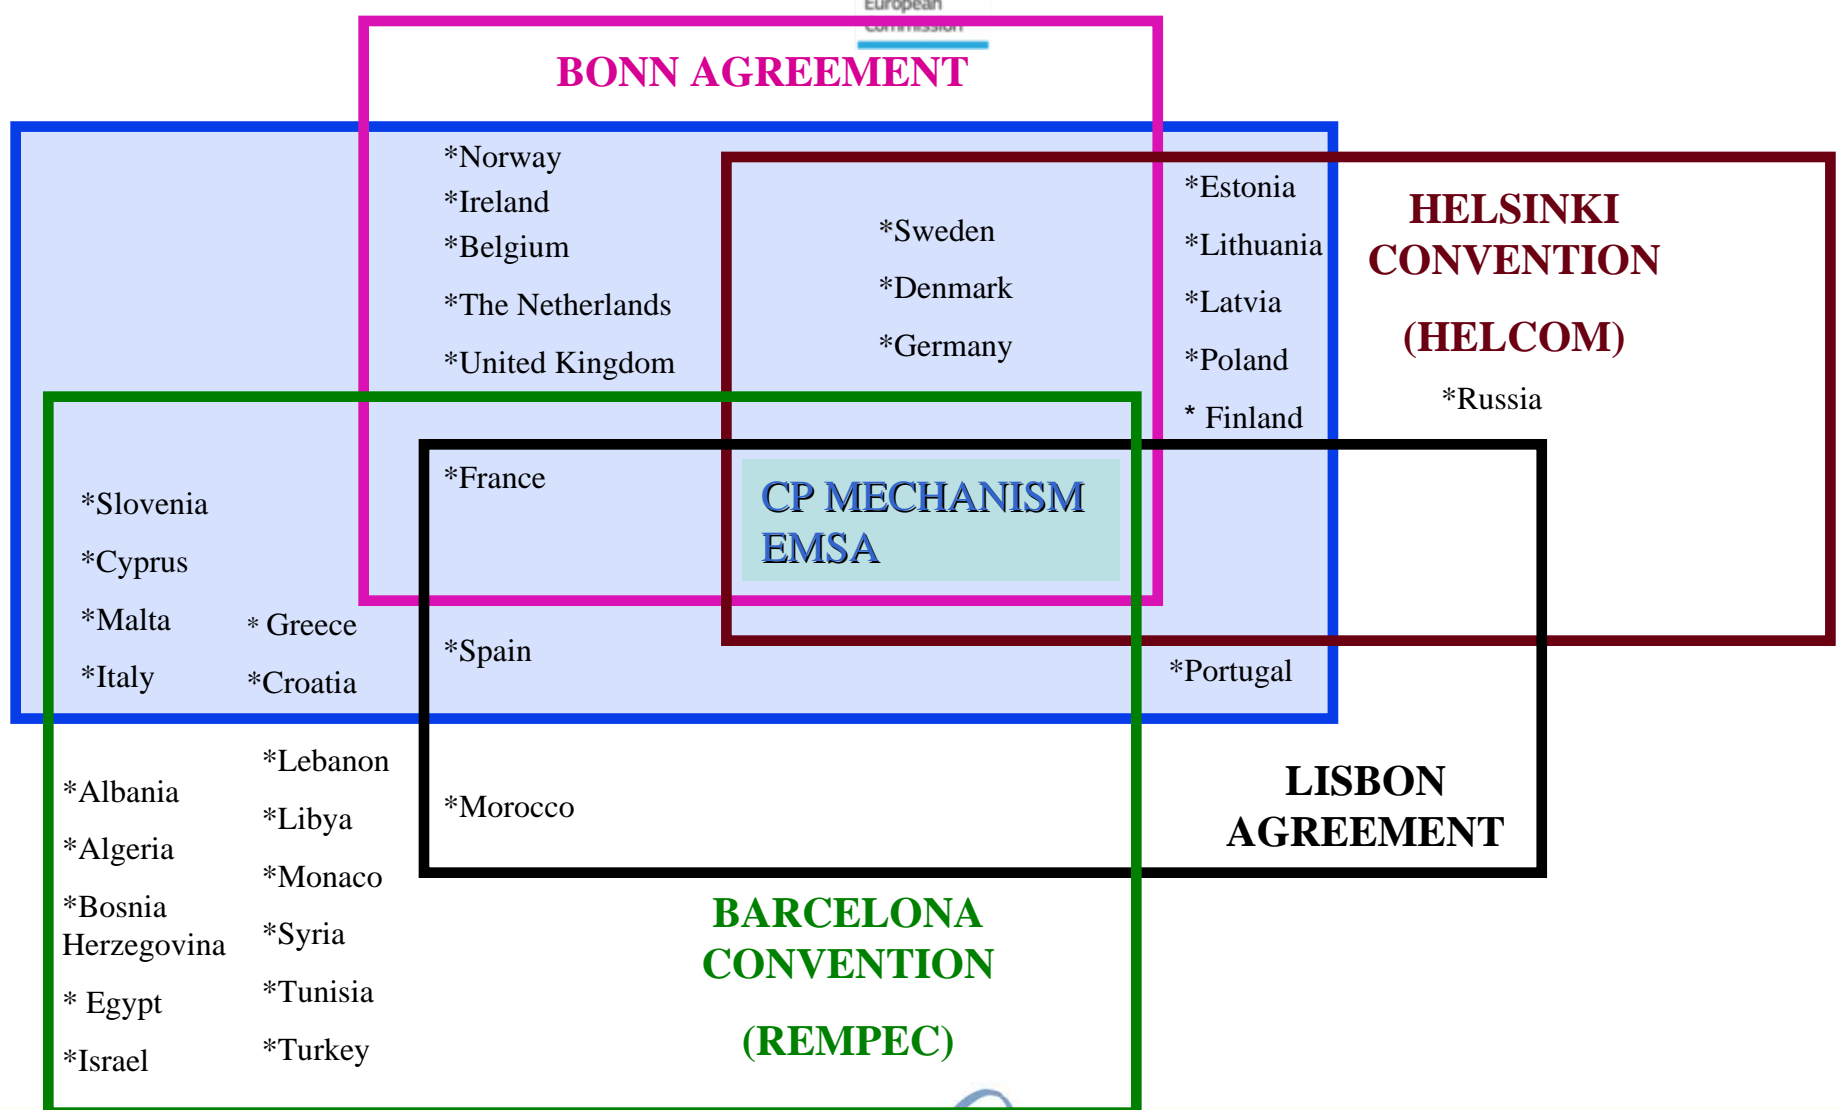 European
Commission
BONN AGREEMENT
*Norway
*Ireland
*Belgium
*The Netherlands
*United Kingdom
*Sweden
*Denmark
*Germany
*Estonia
*Lithuania
*Latvia
*Poland
* Finland
HELSINKI
CONVENTION
(HELCOM)
*Russia
*France
CP MECHANISM
EMSA
*Slovenia
*Cyprus
*Malta
*Italy
* Greece
*Croatia
*Spain
*Portugal
*Albania
*Algeria
*Bosnia
Herzegovina
* Egypt
*Israel
*Lebanon
*Libya
*Monaco
*Syria
*Tunisia
*Turkey
*Morocco
LISBON
AGREEMENT
BARCELONA
CONVENTION
(REMPEC)